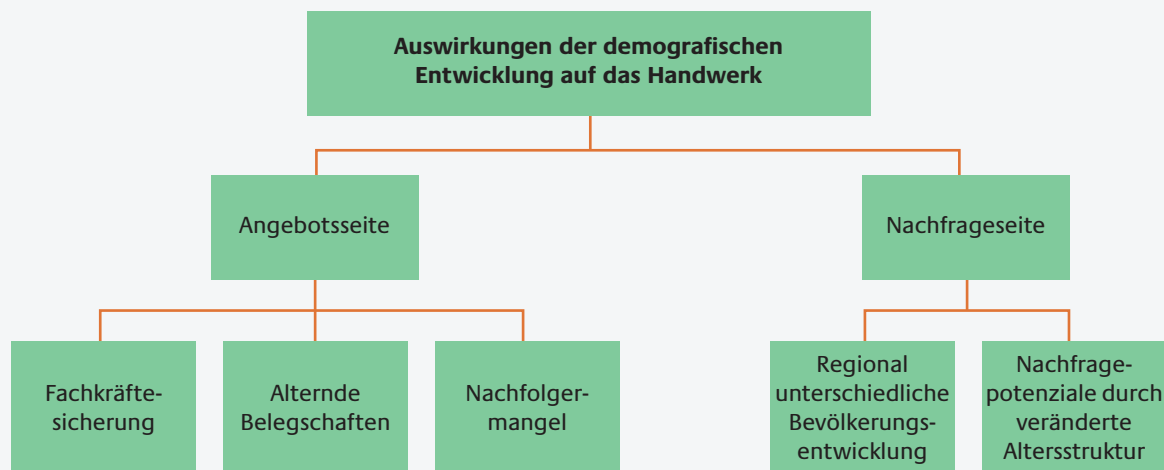 Auswirkungen der demografischen
Entwicklung auf das Handwerk
Angebotsseite
Nachfrageseite
Fachkräfte-
sicherung
Alternde
Belegschaften
Nachfolger-
mangel
Regional
unterschiedliche
Bevölkerungs-
entwicklung
Nachfrage-
potenziale durch
veränderte
Altersstruktur